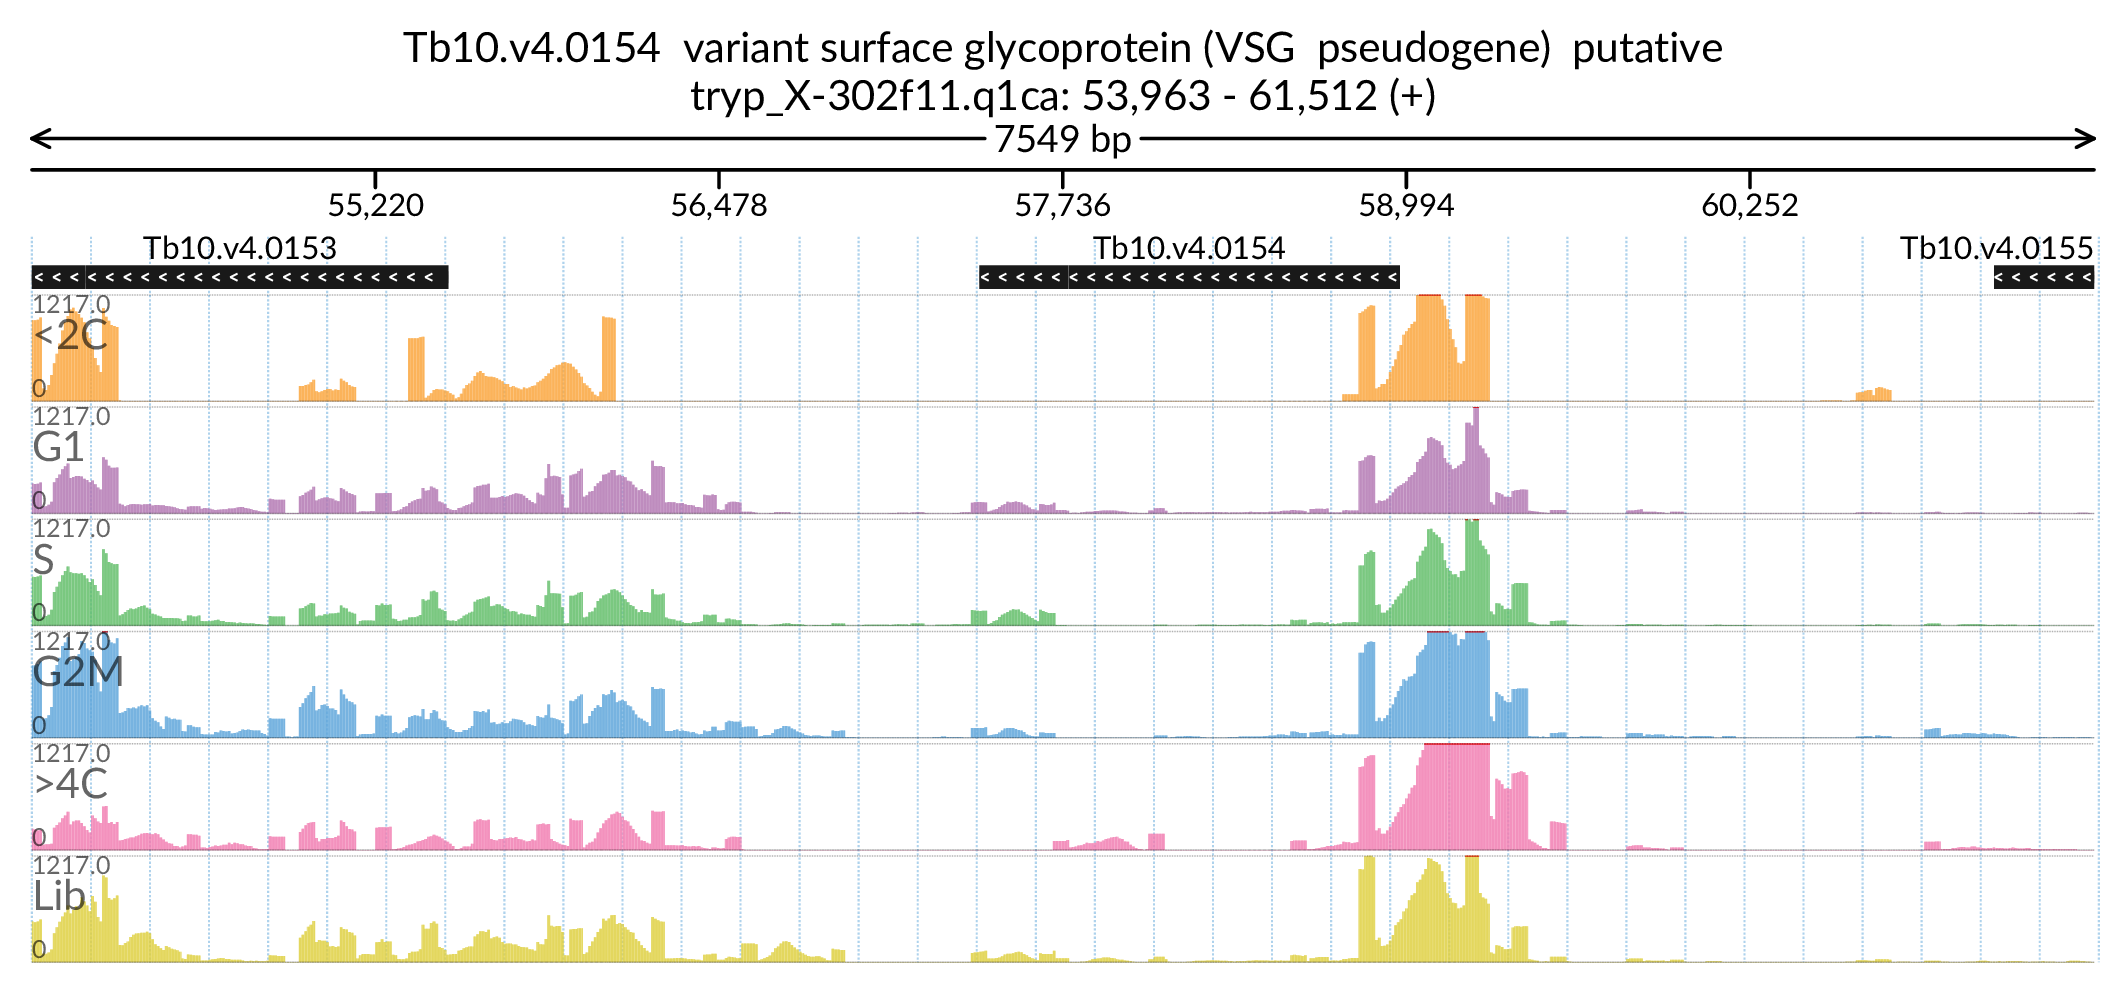 Tb10.v4.0154 variant surface glycoprotein (VSG pseudogene) putative
tryp_X-302f11.q1ca: 53,963 - 61,512 (+)
7549 bp
55,220 56,478 57,736 58,994 60,252
Tb10.v4.0153 Tb10.v4.0154 Tb10.v4.0155
1217.0
<2C
0
1217.0
G1
0
1217.0
S
0
1217.0
G2M
0
1217.0
>4C
0
1217.0
Lib
0